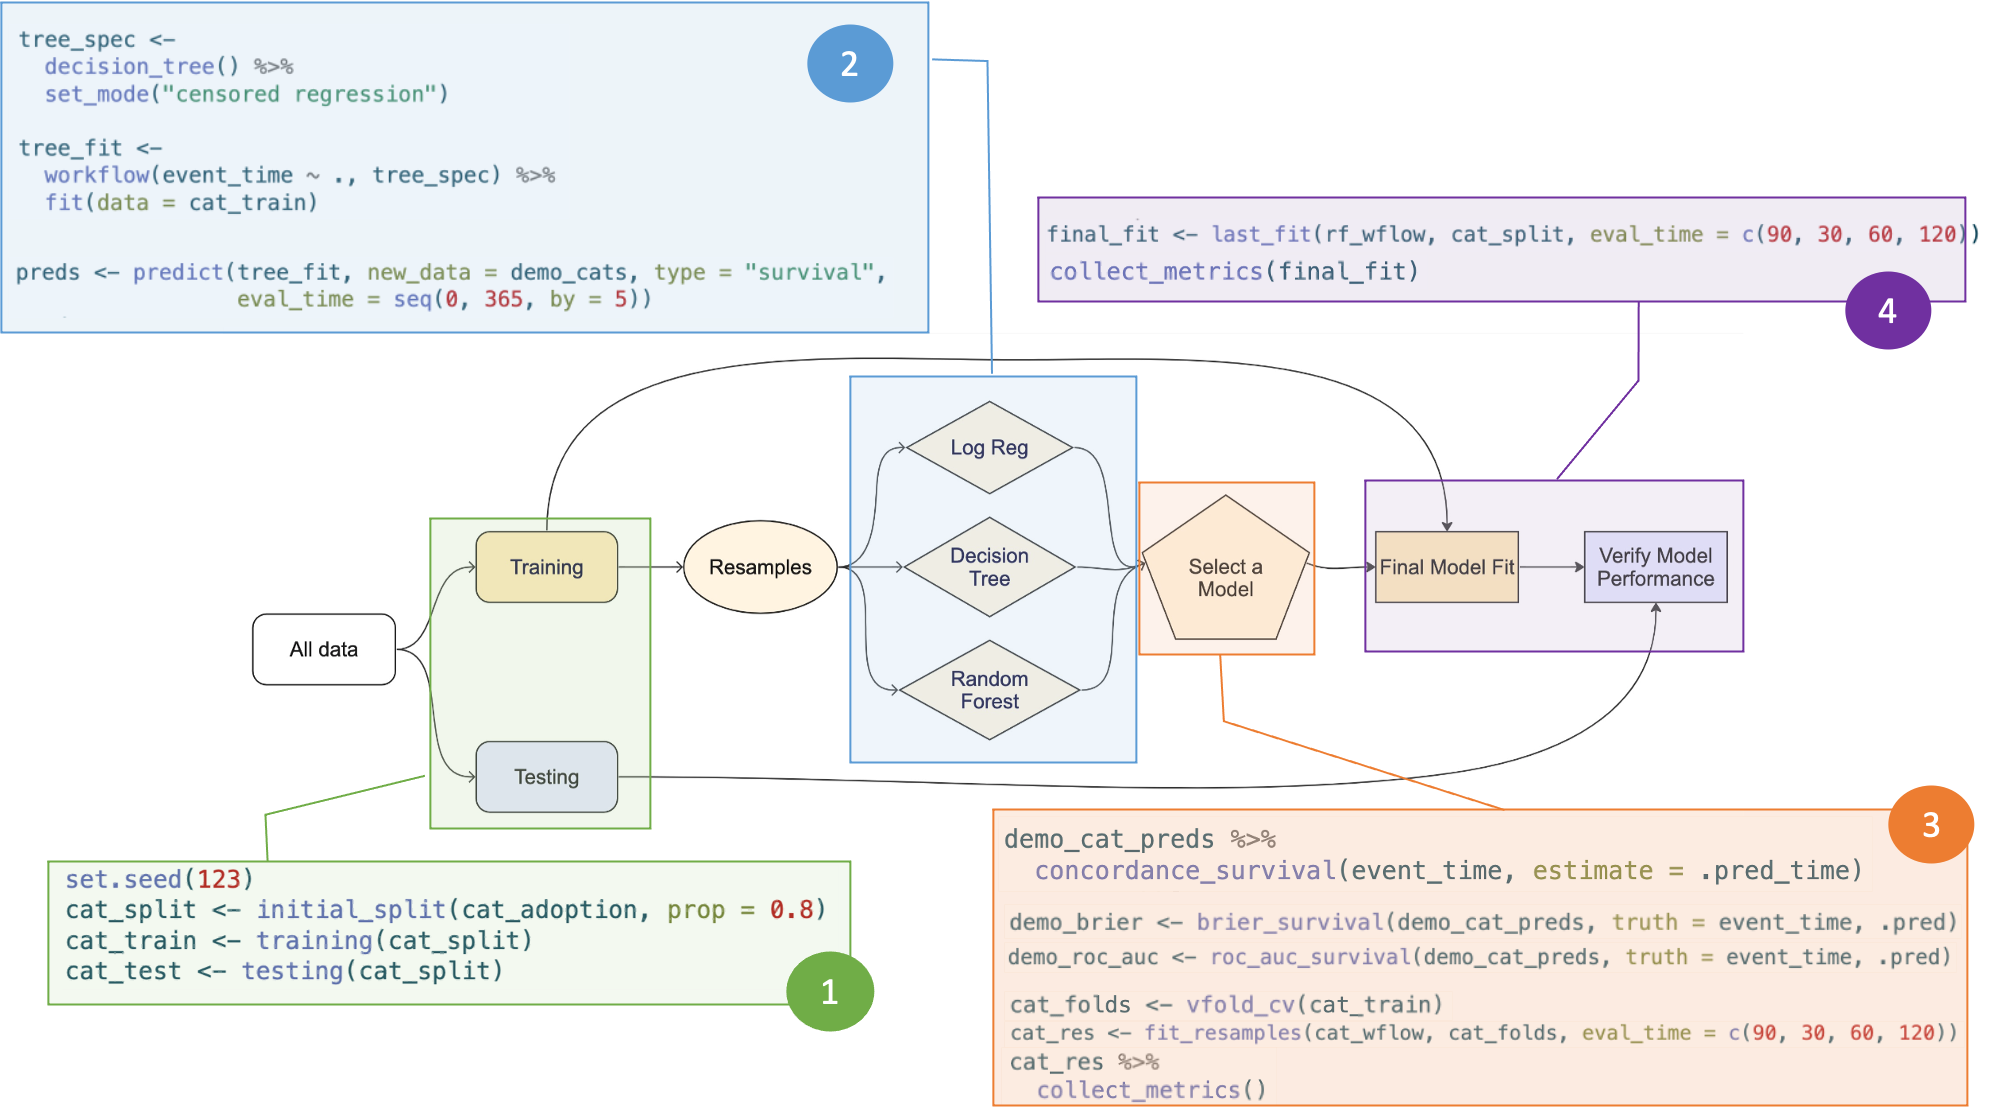 tree_spec <-
decision_tree() %>%
set_mode("censored regression")
tree_fit <-
workflow(event_time ~ ., tree_spec) %>%
fit(data = cat_train)
preds <- predict(tree_fit, new_data = demo_cats, type = "survival",
eval_time = seq(0, 365, by = 5))
2
final_fit <- last_fit(rf_wflow, cat_split, eval_time = c(90, 30, 60, 120))
collect_metrics(final_fit)
4
All data
Training
Testing
Resamples
Log Reg
Decision
Tree
Random
Forest
Select a
Model
Final Model Fit
Verify Model
Performance
set.seed(123)
cat_split <- initial_split(cat_adoption, prop = 0.8)
cat_train <- training(cat_split)
cat_test <- testing(cat_split)
1
3
demo_cat_preds %>%
concordance_survival(event_time, estimate = .pred_time)
demo_brier <- brier_survival(demo_cat_preds, truth = event_time, .pred)
demo_roc_auc <- roc_auc_survival(demo_cat_preds, truth = event_time, .pred)
cat_folds <- vfold_cv(cat_train)
cat_res <- fit_resamples(cat_wflow, cat_folds, eval_time = c(90, 30, 60, 120))
cat_res %>%
collect_metrics()